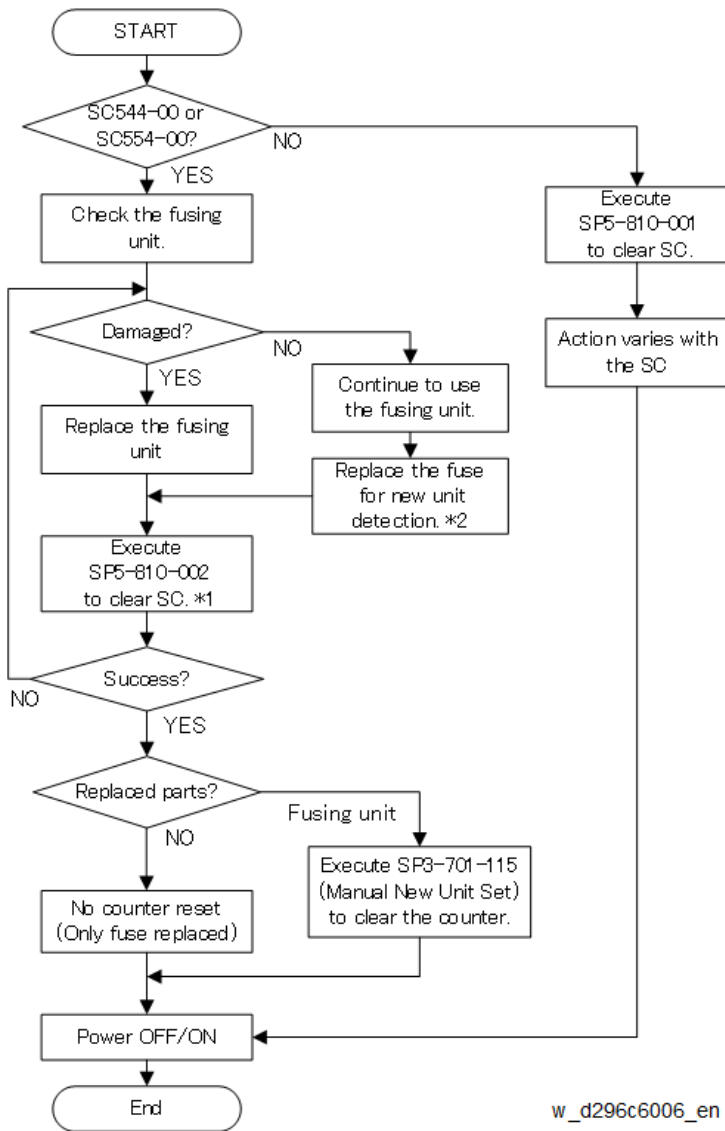 START
SC544-00 or
SC554-00?
NO
YES
Check the fusing
unit.
Execute
SP5-810-001
to clear SC.
Damaged?
NO
YES
Action varies with
the SC
Continue to use
the fusing unit.
Replace the fusing
unit
Replace the fuse
for new unit
detection. *2
Execute
SP5-810-002
to clear SC. *1
Success?
NO
YES
Replaced parts?
Fusing unit
NO
Execute SP3-701-115
(Manual New Unit Set)
to clear the counter.
No counter reset
(Only fuse replaced)
Power OFF/ON
End
w_d296c6006_en